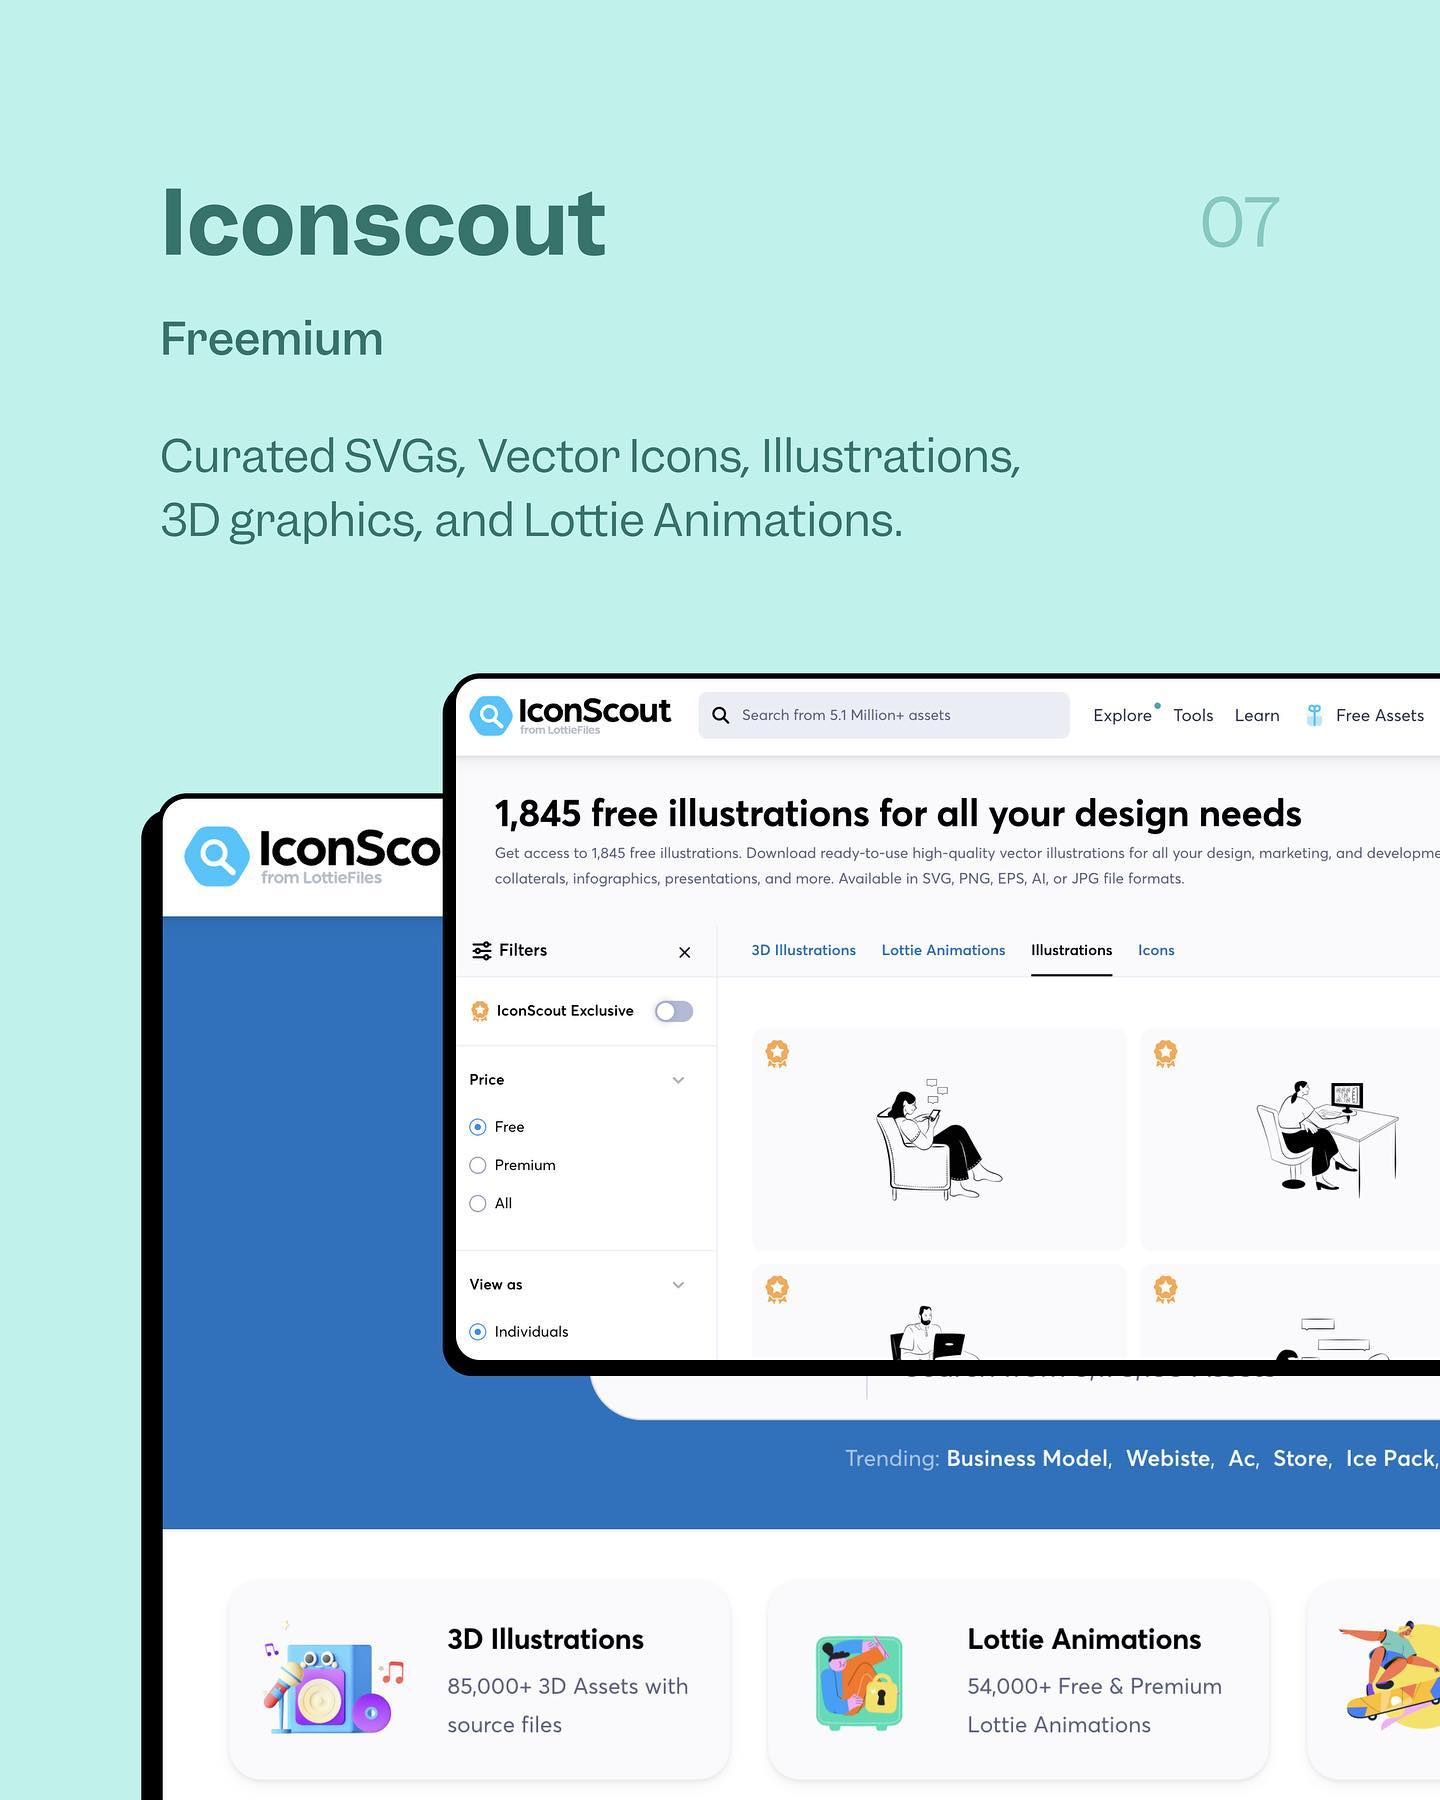 Iconscout
07
Freemium
Curated SVGs, Vector Icons, Illustrations,
3D graphics, and Lottie Animations.
IconScout
from LottieFiles
Search from 5.1 Million+ assets
Explore
Tools
Learn
Free Assets
1,845 free illustrations for all your design needs
Get access to 1,845 free illustrations. Download ready-to-use high-quality vector illustrations for all your design, marketing, and developme
collaterals, infographics, presentations, and more. Available in SVG, PNG, EPS, AI, or JPG file formats.
IconSco
from LottieFiles
Filters
3D Illustrations
Lottie Animations
Illustrations
Icons
IconScout Exclusive
Price
Free
Premium
All
View as
Individuals
Trending: Business Model, Webiste, Ac, Store, Ice Pack,
3D Illustrations
85,000+ 3D Assets with
source files
Lottie Animations
54,000+ Free & Premium
Lottie Animations